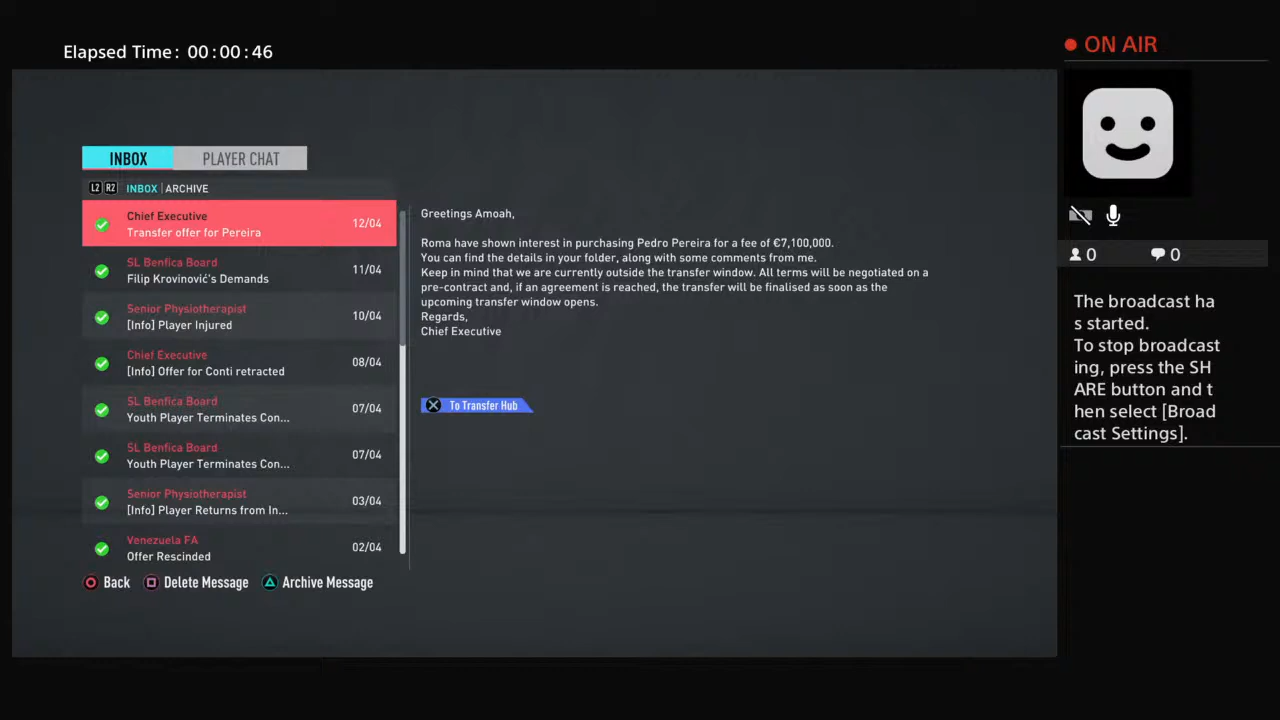 Elapsed Time: 00:00:46
ON AIR
INBOX PLAYER CHAT
L2 R2 INBOX | ARCHIVE
Chief Executive
Transfer offer for Pereira 12/04
SL Benfica Board
Filip Krovinović's Demands 11/04
Senior Physiotherapist
[Info] Player Injured 10/04
Chief Executive
[Info] Offer for Conti retracted 08/04
SL Benfica Board
Youth Player Terminates Con... 07/04
SL Benfica Board
Youth Player Terminates Con... 07/04
Senior Physiotherapist
[Info] Player Returns from In... 03/04
Venezuela FA
Offer Rescinded 02/04
Back Delete Message Archive Message
Greetings Amoah,
Roma have shown interest in purchasing Pedro Pereira for a fee of €7,100,000.
You can find the details in your folder, along with some comments from me.
Keep in mind that we are currently outside the transfer window. All terms will be negotiated on a
pre-contract and, if an agreement is reached, the transfer will be finalised as soon as the
upcoming transfer window opens.
Regards,
Chief Executive
To Transfer Hub
0 0
The broadcast ha
s started.
To stop broadcast
ing, press the SH
ARE button and t
hen select [Broad
cast Settings].